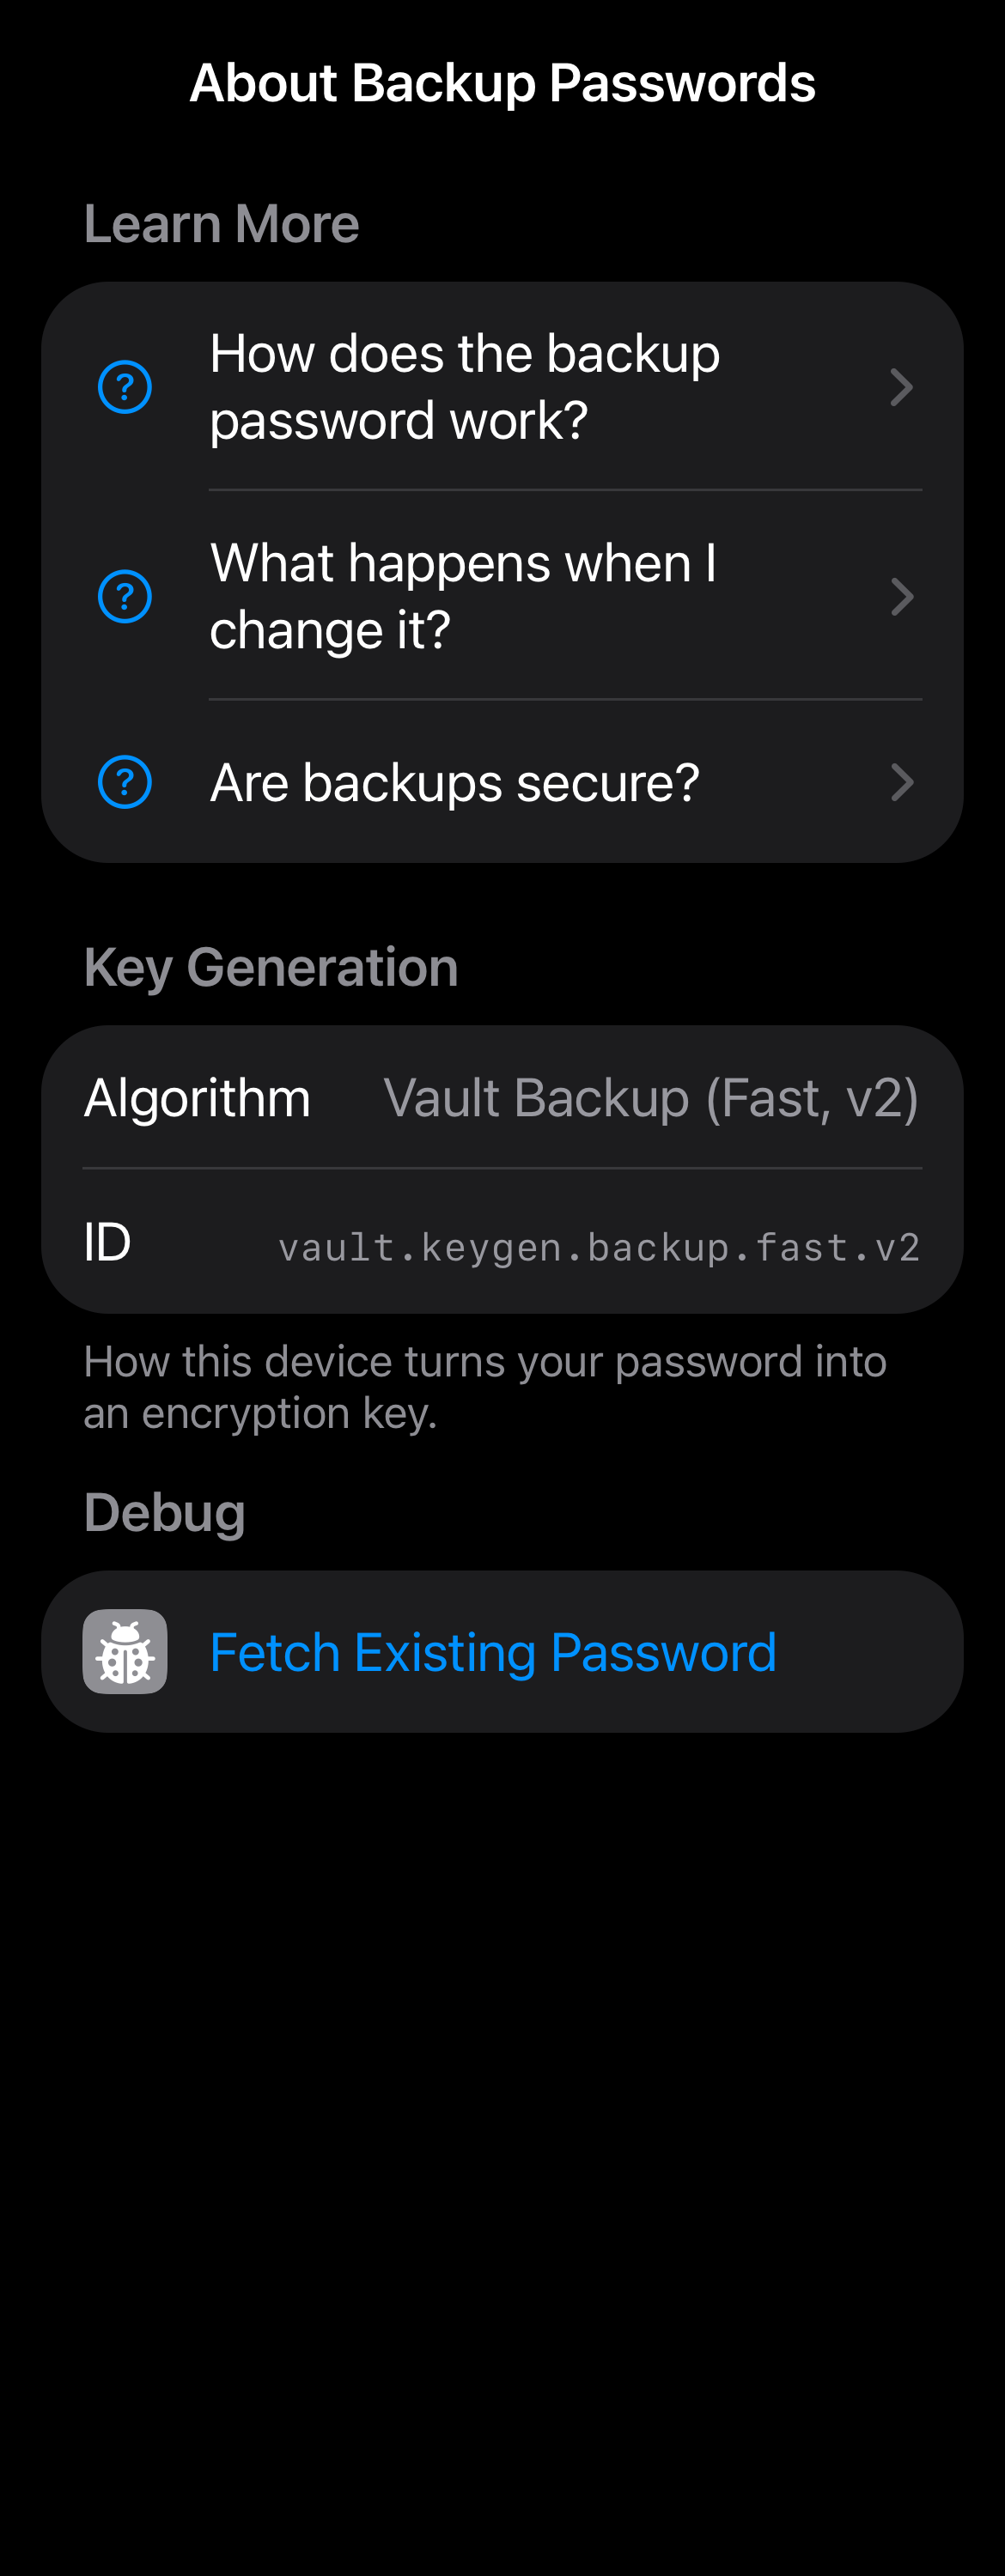 About Backup Passwords
Learn More
How does the backup
password work?
What happens when I
change it?
Are backups secure?
Key Generation
Algorithm Vault Backup (Fast, v2)
ID vault.keygen.backup.fast.v2
How this device turns your password into
an encryption key.
Debug
Fetch Existing Password